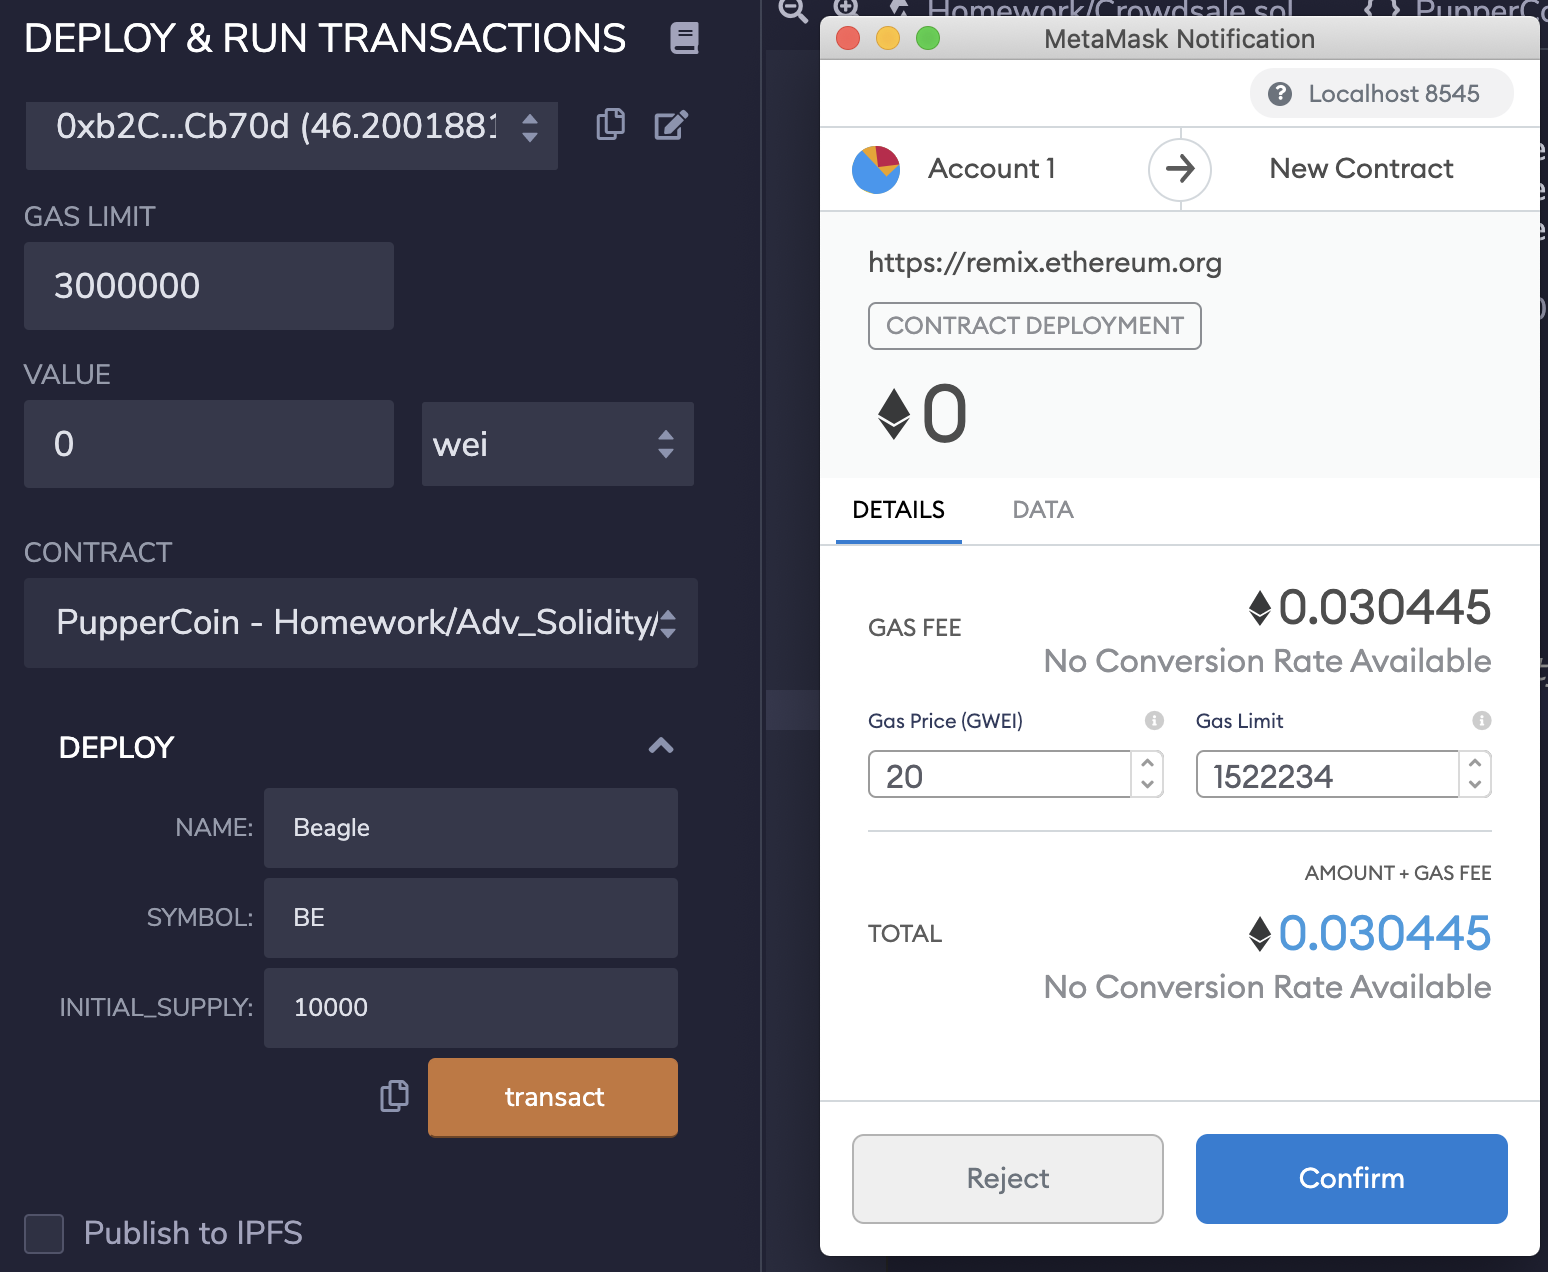 DEPLOY & RUN TRANSACTIONS
0xb2C...Cb70d (46.2001881
GAS LIMIT
3000000
VALUE
0
wei
CONTRACT
PupperCoin - Homework/Adv_Solidity/
DEPLOY
NAME:
Beagle
SYMBOL:
BE
INITIAL_SUPPLY:
10000
transact
Publish to IPFS
Homework/Crowdsale.sol
PupperCo
MetaMask Notification
Localhost 8545
Account 1
New Contract
https://remix.ethereum.org
CONTRACT DEPLOYMENT
0
DETAILS
DATA
GAS FEE
0.030445
No Conversion Rate Available
Gas Price (GWEI)
Gas Limit
20
1522234
AMOUNT + GAS FEE
TOTAL
0.030445
No Conversion Rate Available
Reject
Confirm